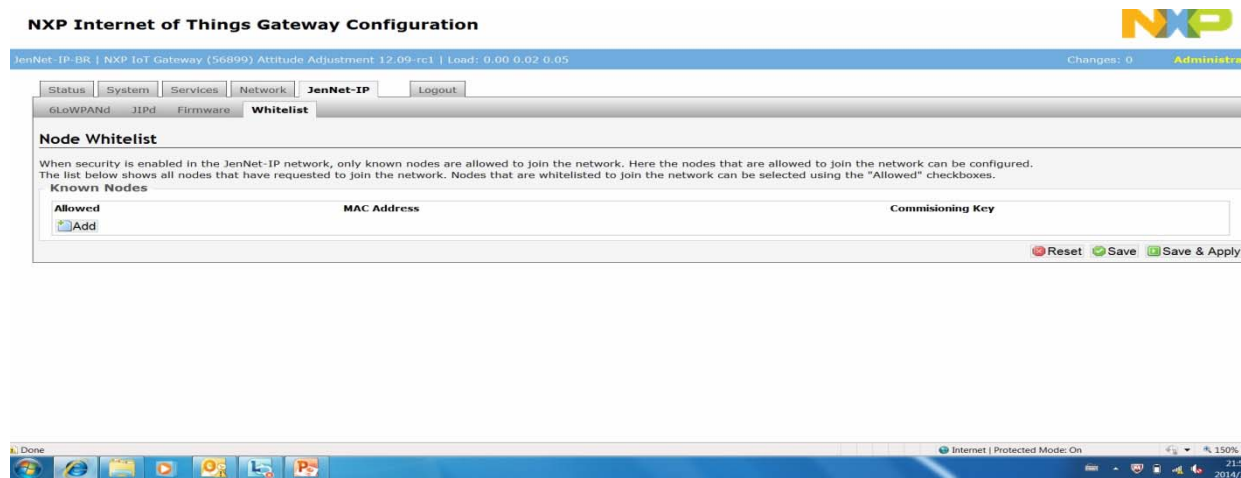 NXP Internet of Things Gateway Configuration
NXP
JenNet-IP-BR | NXP IoT Gateway (56899) Attitude Adjustment 12.09-rc1 | Load: 0.00 0.02 0.05
Changes: 0
Administra
Status System Services Network JenNet-IP Logout
6LoWPANd JIPd Firmware Whitelist
Node Whitelist
When security is enabled in the JenNet-IP network, only known nodes are allowed to join the network. Here the nodes that are allowed to join the network can be configured.
The list below shows all nodes that have requested to join the network. Nodes that are whitelisted to join the network can be selected using the "Allowed" checkboxes.
Known Nodes
Allowed MAC Address Commisioning Key
Add
Reset Save Save & Apply
Done
Internet | Protected Mode: On
150%
21:5
2014/